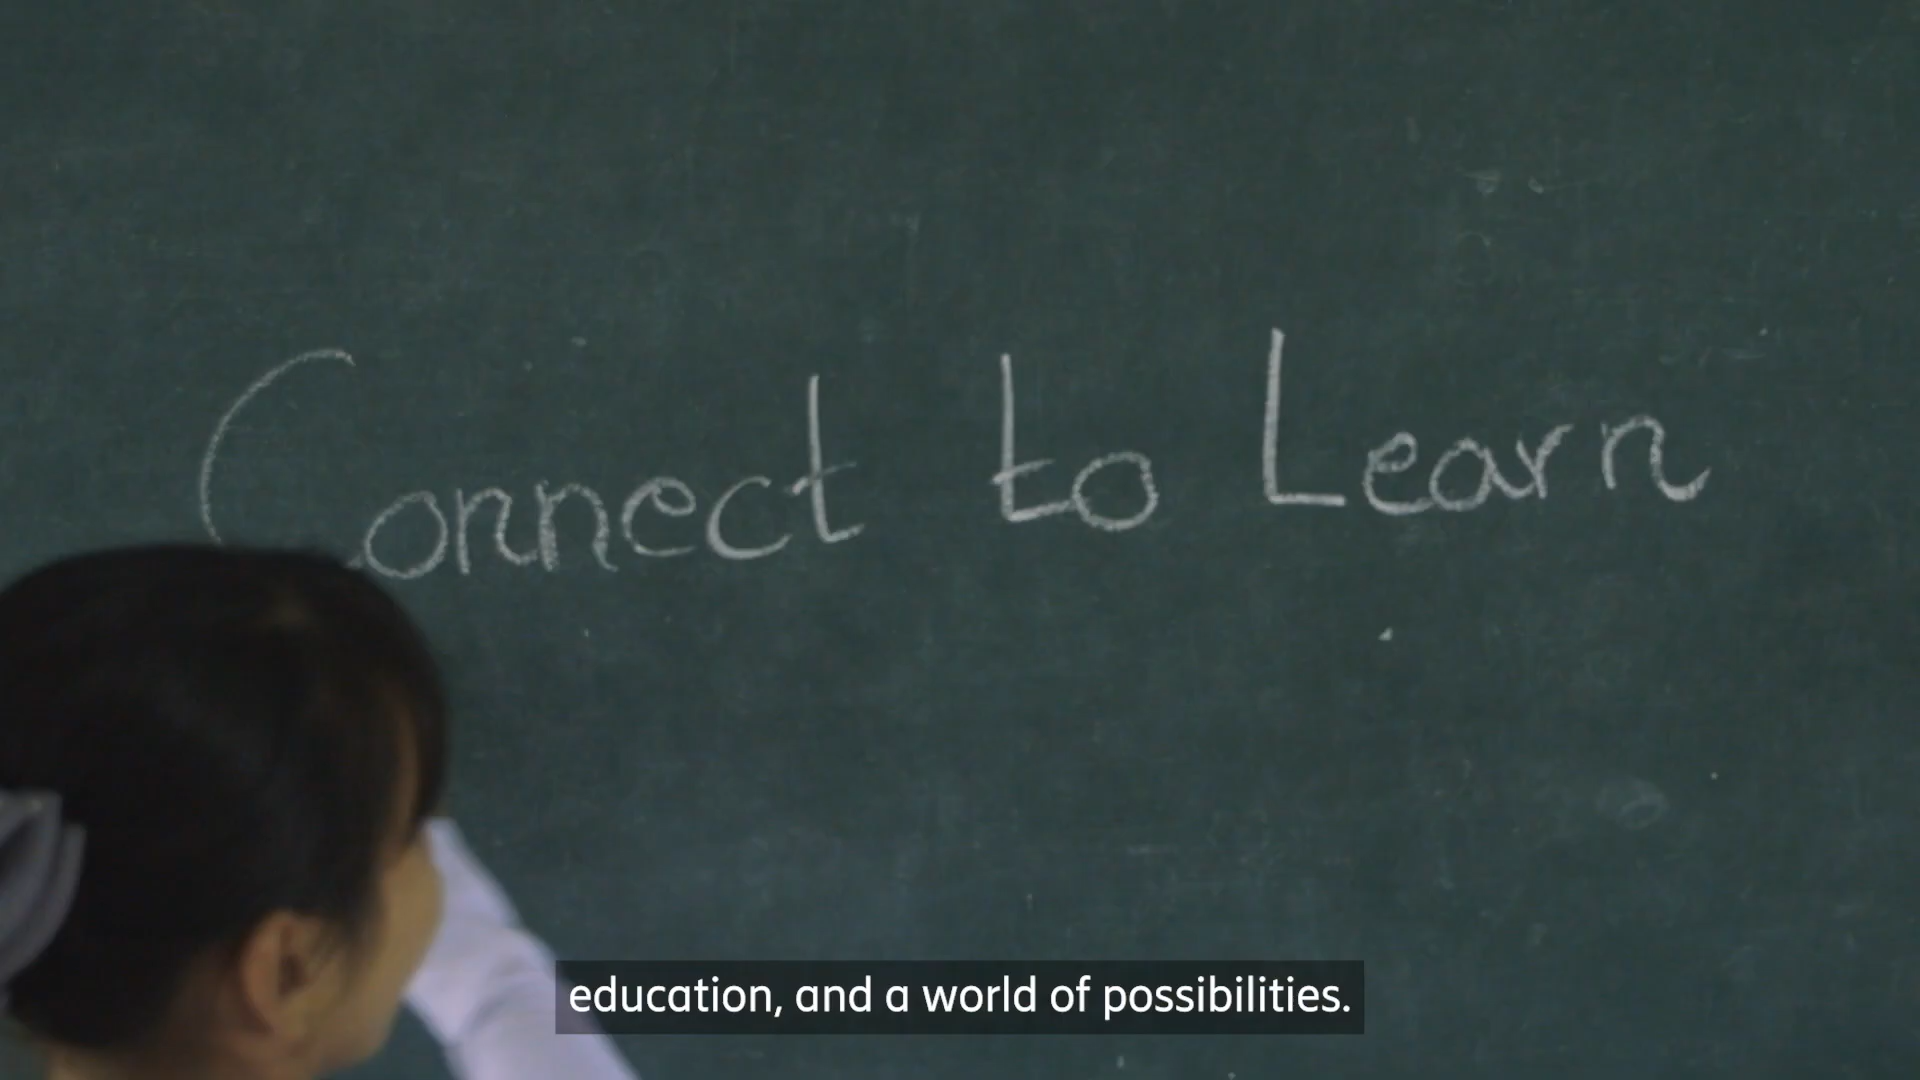 Connect to Learn
education, and a world of possibilities.